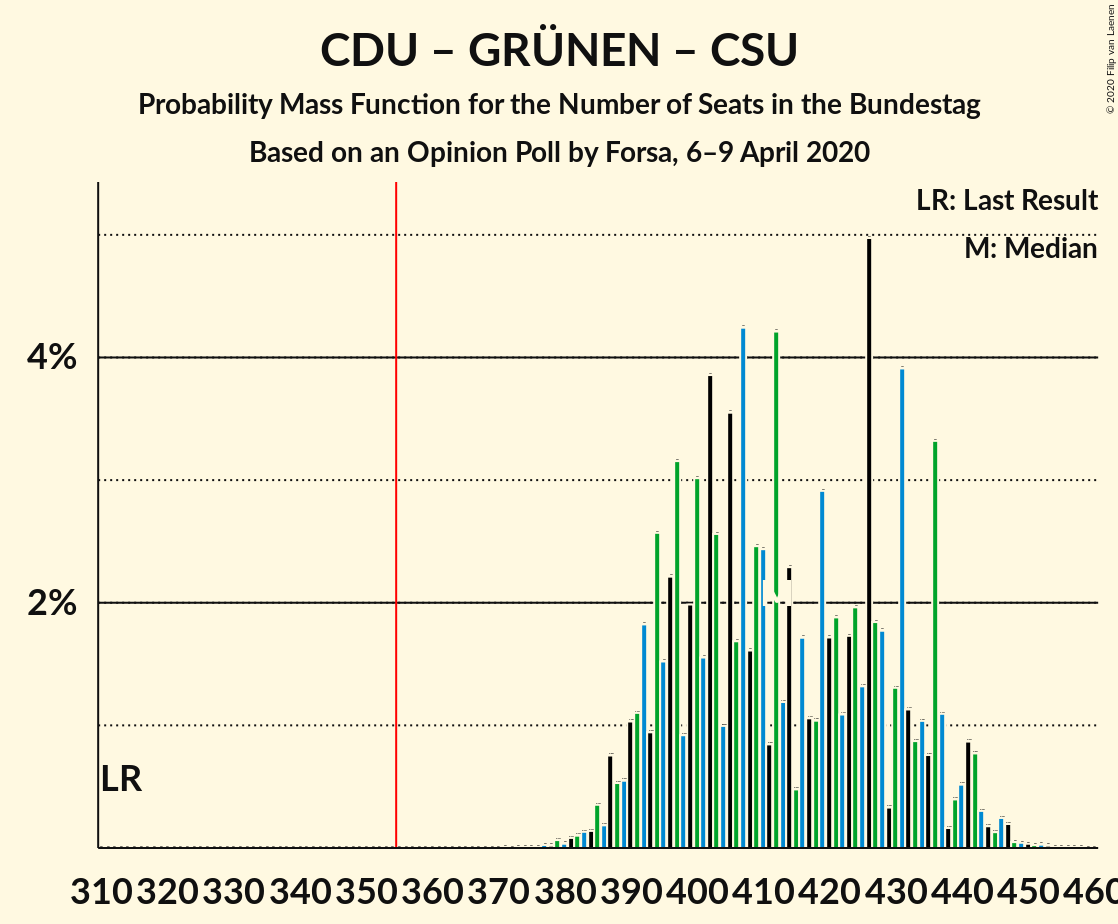 CDU – GRÜNEN – CSU
Probability Mass Function for the Number of Seats in the Bundestag
Based on an Opinion Poll by Forsa, 6–9 April 2020
© 2020 Filip van Laenen
LR: Last Result
M: Median
4%
2%
LR
310 320 330 340 350 360 370 380 390 400 410 420 430 440 450 460